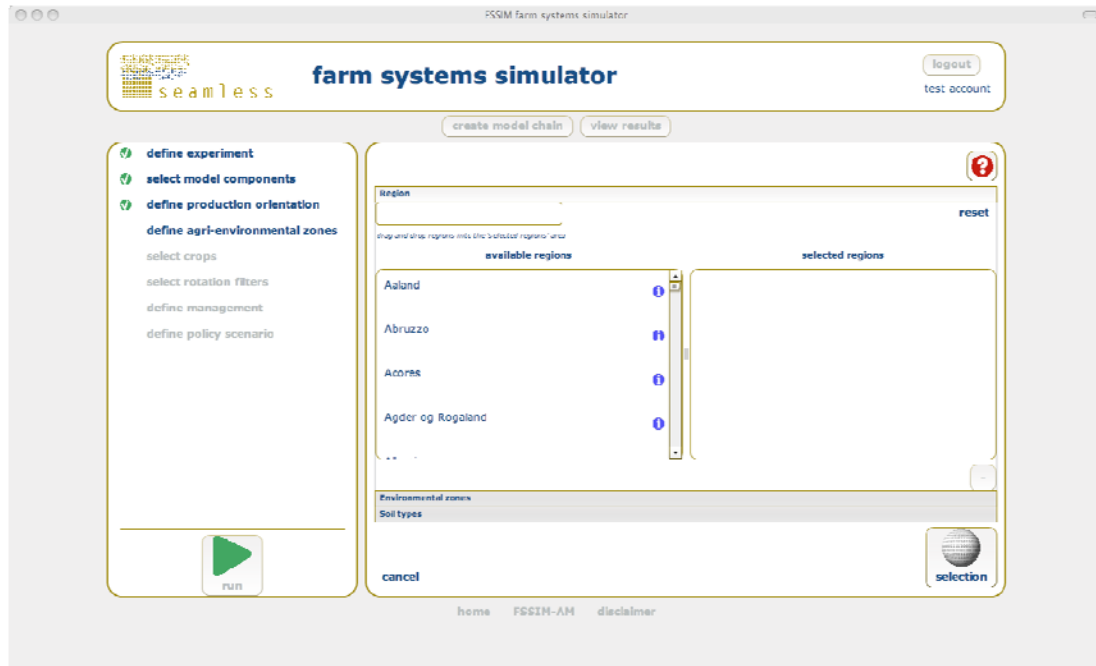 FSSIM farm systems simulator
seamless
farm systems simulator
logout
test account
create model chain
view results
define experiment
select model components
define production orientation
define agri-environmental zones
select crops
select rotation filters
define management
define policy scenario
run
Region
reset
drag and drop regions into the 'selected regions' area
available regions
selected regions
Aaland
Abruzzo
Acores
Agder og Rogaland
-
Environmental zones
Soil types
cancel
selection
home FSSIM-AM disclaimer